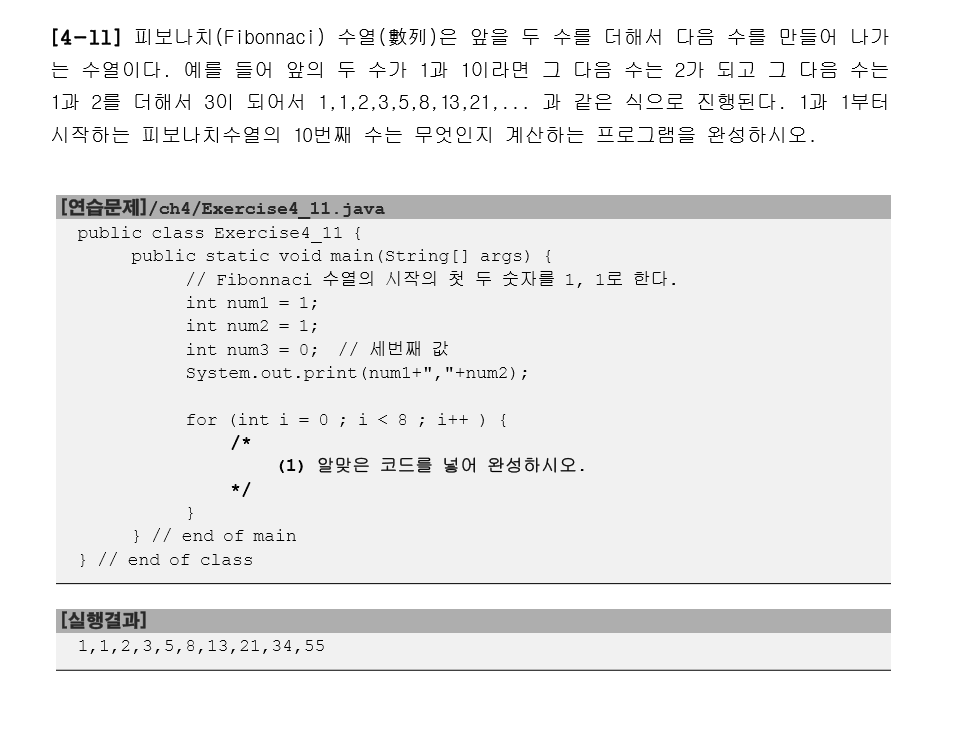 [4-11] 피보나치(Fibonnaci) 수열(數列)은 앞을 두 수를 더해서 다음 수를 만들어 나가
는 수열이다. 예를 들어 앞의 두 수가 1과 1이라면 그 다음 수는 2가 되고 그 다음 수는
1과 2를 더해서 3이 되어서 1,1,2,3,5,8,13,21,... 과 같은 식으로 진행된다. 1과 1부터
시작하는 피보나치수열의 10번째 수는 무엇인지 계산하는 프로그램을 완성하시오.
[연습문제]/ch4/Exercise4_11.java
public class Exercise4_11 {
public static void main(String[] args) {
// Fibonnaci 수열의 시작의 첫 두 숫자를 1, 1로 한다.
int num1 = 1;
int num2 = 1;
int num3 = 0; // 세번째 값
System.out.print(num1+","+num2);
for (int i = 0 ; i < 8 ; i++ ) {
/*
(1) 알맞은 코드를 넣어 완성하시오.
*/
}
} // end of main
} // end of class
[실행결과]
1,1,2,3,5,8,13,21,34,55